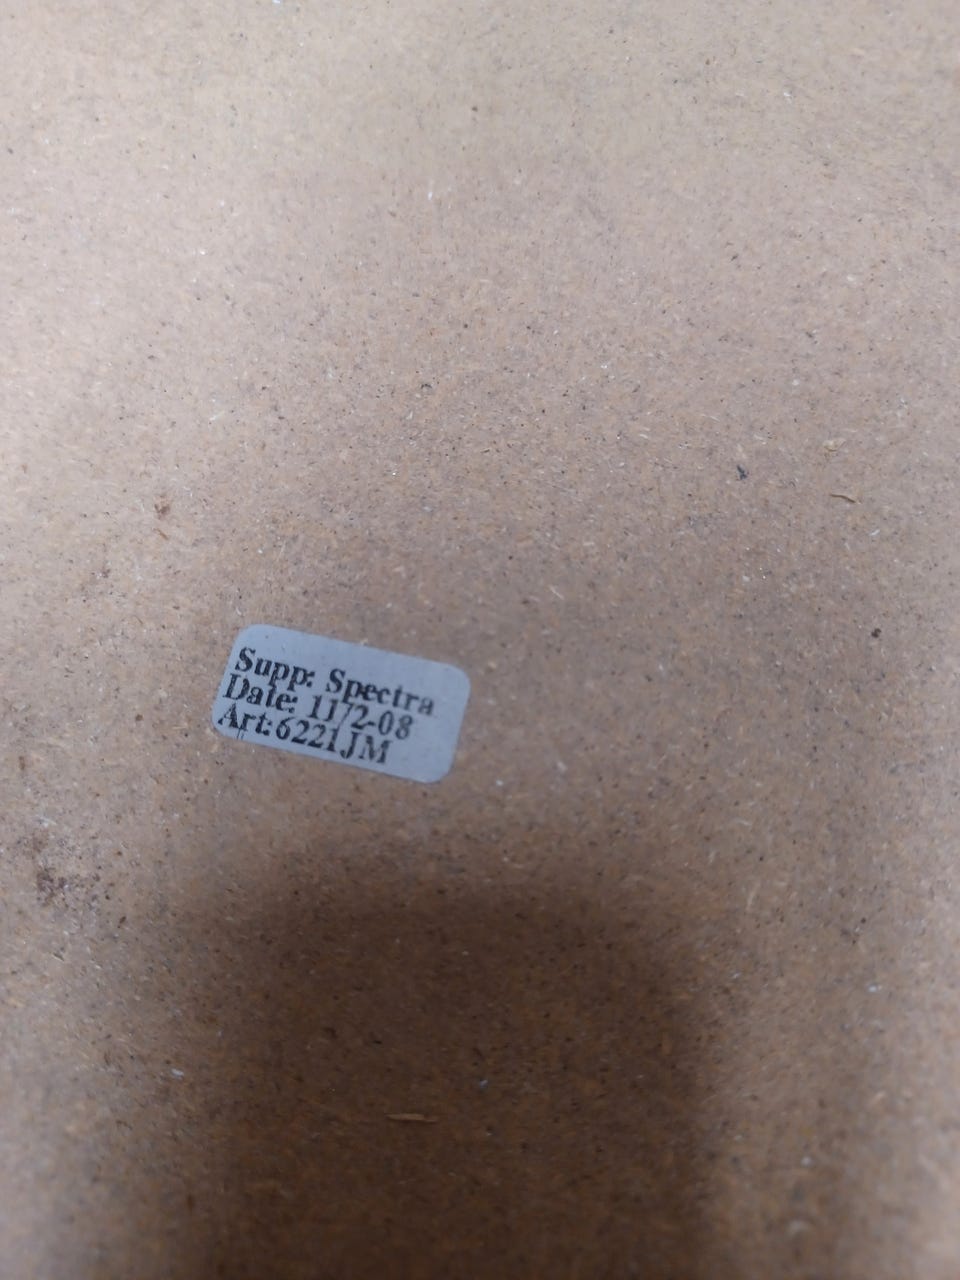 Supp: Spectra
Date: 11/2-08
Art:6221JM